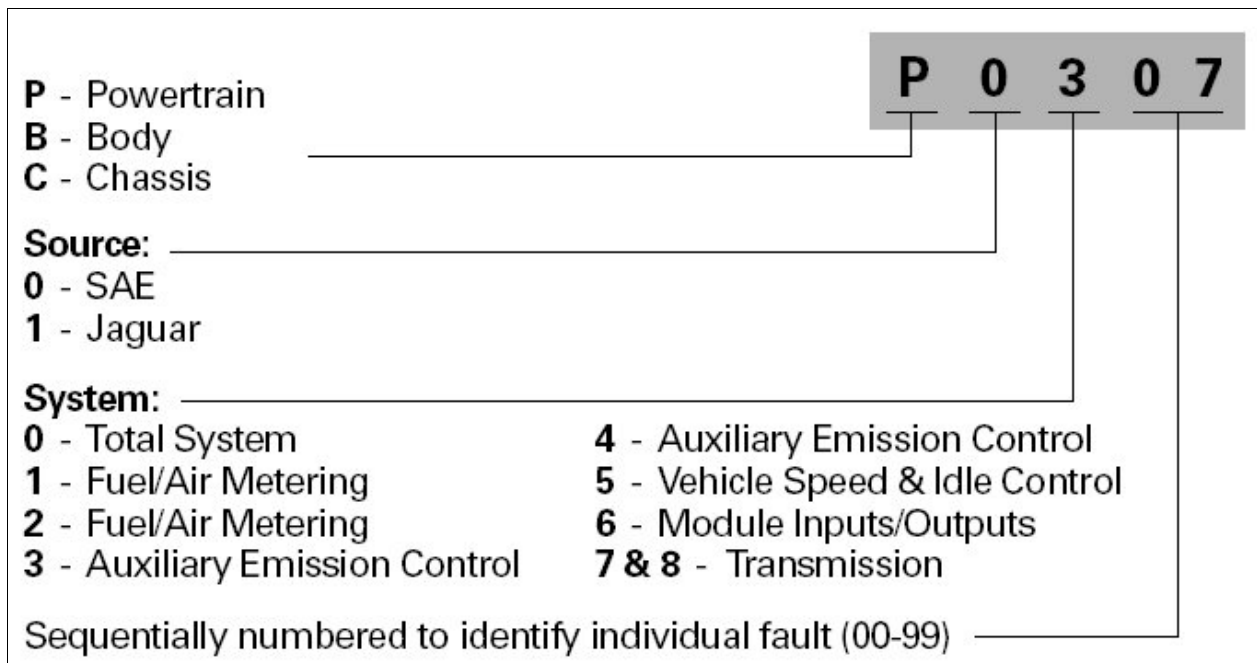 P 0 3 0 7
P - Powertrain
B - Body
C - Chassis
Source:
0 - SAE
1 - Jaguar
System:
0 - Total System
1 - Fuel/Air Metering
2 - Fuel/Air Metering
3 - Auxiliary Emission Control
4 - Auxiliary Emission Control
5 - Vehicle Speed & Idle Control
6 - Module Inputs/Outputs
7 & 8 - Transmission
Sequentially numbered to identify individual fault (00-99)